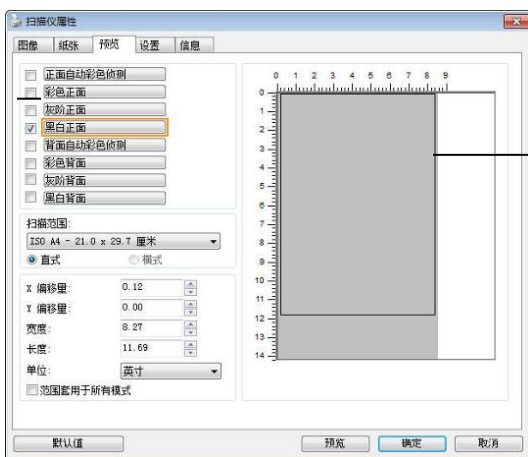 扫描仪属性
图像 纸张 预览 设置 信息
正面自动彩色侦测
彩色正面
灰阶正面
黑白正面
背面自动彩色侦测
彩色背面
灰阶背面
黑白背面
扫描范围:
ISO A4 - 21.0 x 29.7 厘米
直式 横式
X 偏移量: 0.12
Y 偏移量: 0.00
宽度: 8.27
长度: 11.69
单位: 英寸
范围套用于所有模式
0 1 2 3 4 5 6 7 8 9
0
1
2
3
4
5
6
7
8
9
10
11
12
13
14
默认值 预览 确定 取消